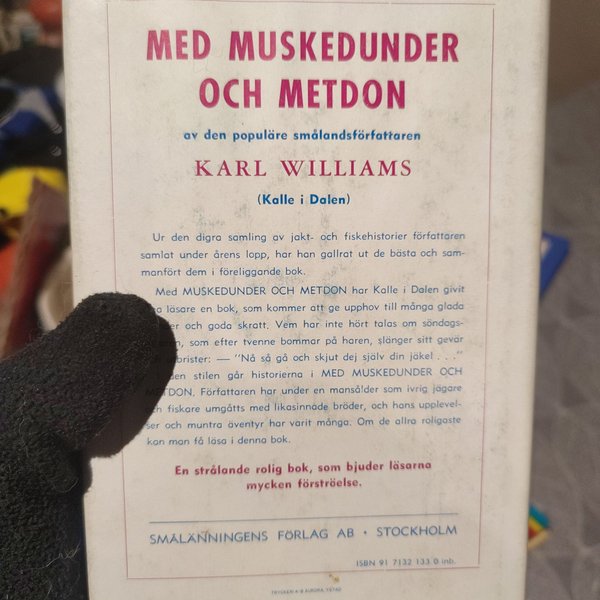 MED MUSKEDUNDER
OCH METDON
av den populäre smålandsförfattaren
KARL WILLIAMS
(Kalle i Dalen)
Ur den digra samling av jakt- och fiskehistorier författaren
samlat under årens lopp, har han gallrat ut de bästa och sam-
manfört dem i föreliggande bok.
Med MUSKEDUNDER OCH METDON har Kalle i Dalen givit
läsare en bok, som kommer att ge upphov till många glada
och goda skratt. Vem har inte hört talas om söndags-
som efter tvenne bommar på haren, slänger sitt gevär
brister: — "Nå så gå och skjut dej själv din jäkel . . ."
den stilen går historierna i MED MUSKEDUNDER OCH
METDON. Författaren har under en mansålder som ivrig jägare
och fiskare umgåtts med likasinnade bröder, och hans upplevel-
ser och muntra äventyr har varit många. Om de allra roligaste
kan man få läsa i denna bok.
En strålande rolig bok, som bjuder läsarna
mycken förströelse.
SMÅLÄNNINGENS FÖRLAG AB • STOCKHOLM
ISBN 91 7132 133 0 inb.
TRYCKERI A-B EUROPA, YSTAD